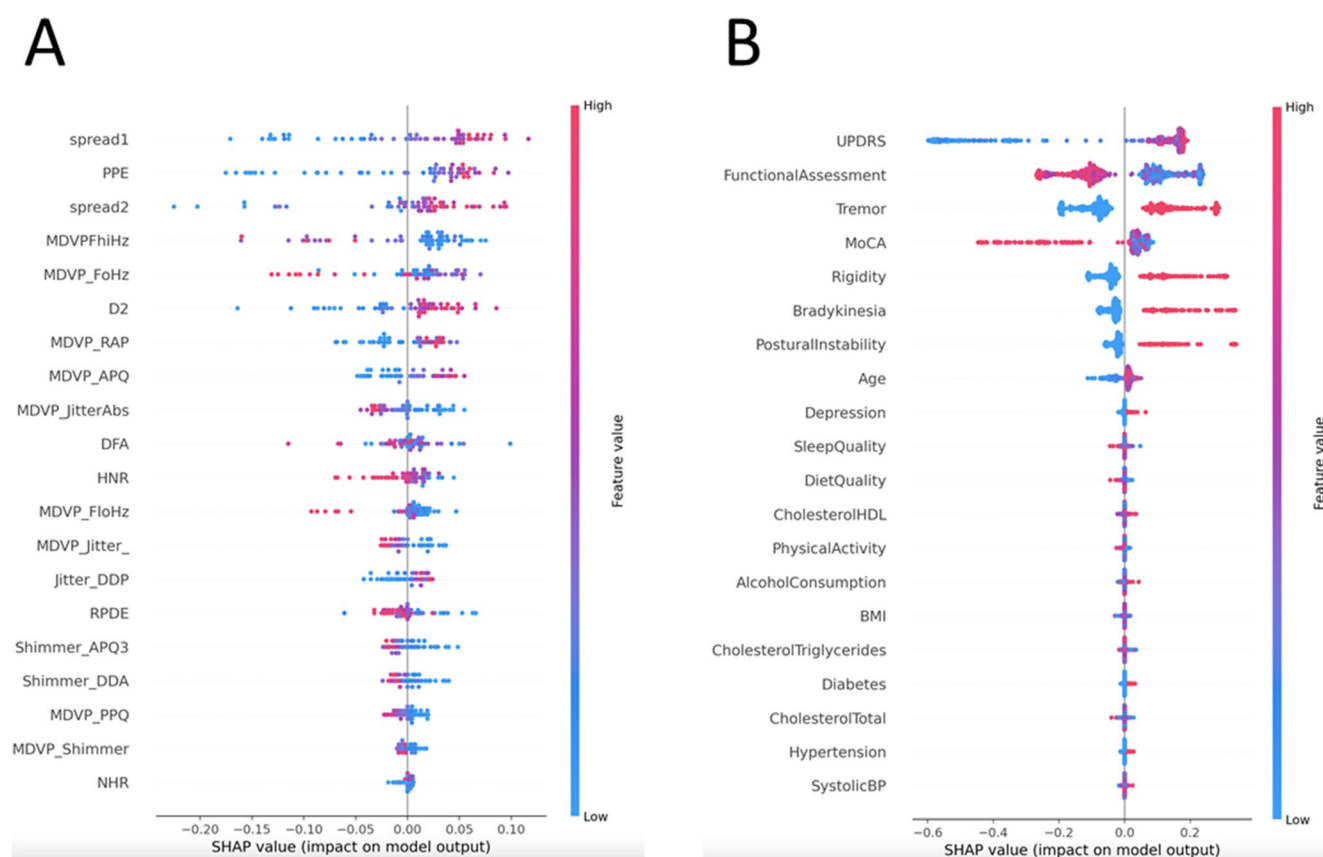 A
High
spread1
PPE
spread2
MDVPFhiHz
MDVP_FoHz
D2
MDVP_RAP
MDVP_APQ
MDVP_JitterAbs
DFA
HNR
MDVP_FloHz
MDVP_Jitter_
Jitter_DDP
RPDE
Shimmer_APQ3
Shimmer_DDA
MDVP_PPQ
MDVP_Shimmer
NHR
Feature value
Low
−0.20 −0.15 −0.10 −0.05 0.00 0.05 0.10
SHAP value (impact on model output)
B
High
UPDRS
FunctionalAssessment
Tremor
MoCA
Rigidity
Bradykinesia
PosturalInstability
Age
Depression
SleepQuality
DietQuality
CholesterolHDL
PhysicalActivity
AlcoholConsumption
BMI
CholesterolTriglycerides
Diabetes
CholesterolTotal
Hypertension
SystolicBP
Feature value
Low
−0.6 −0.4 −0.2 0.0 0.2
SHAP value (impact on model output)